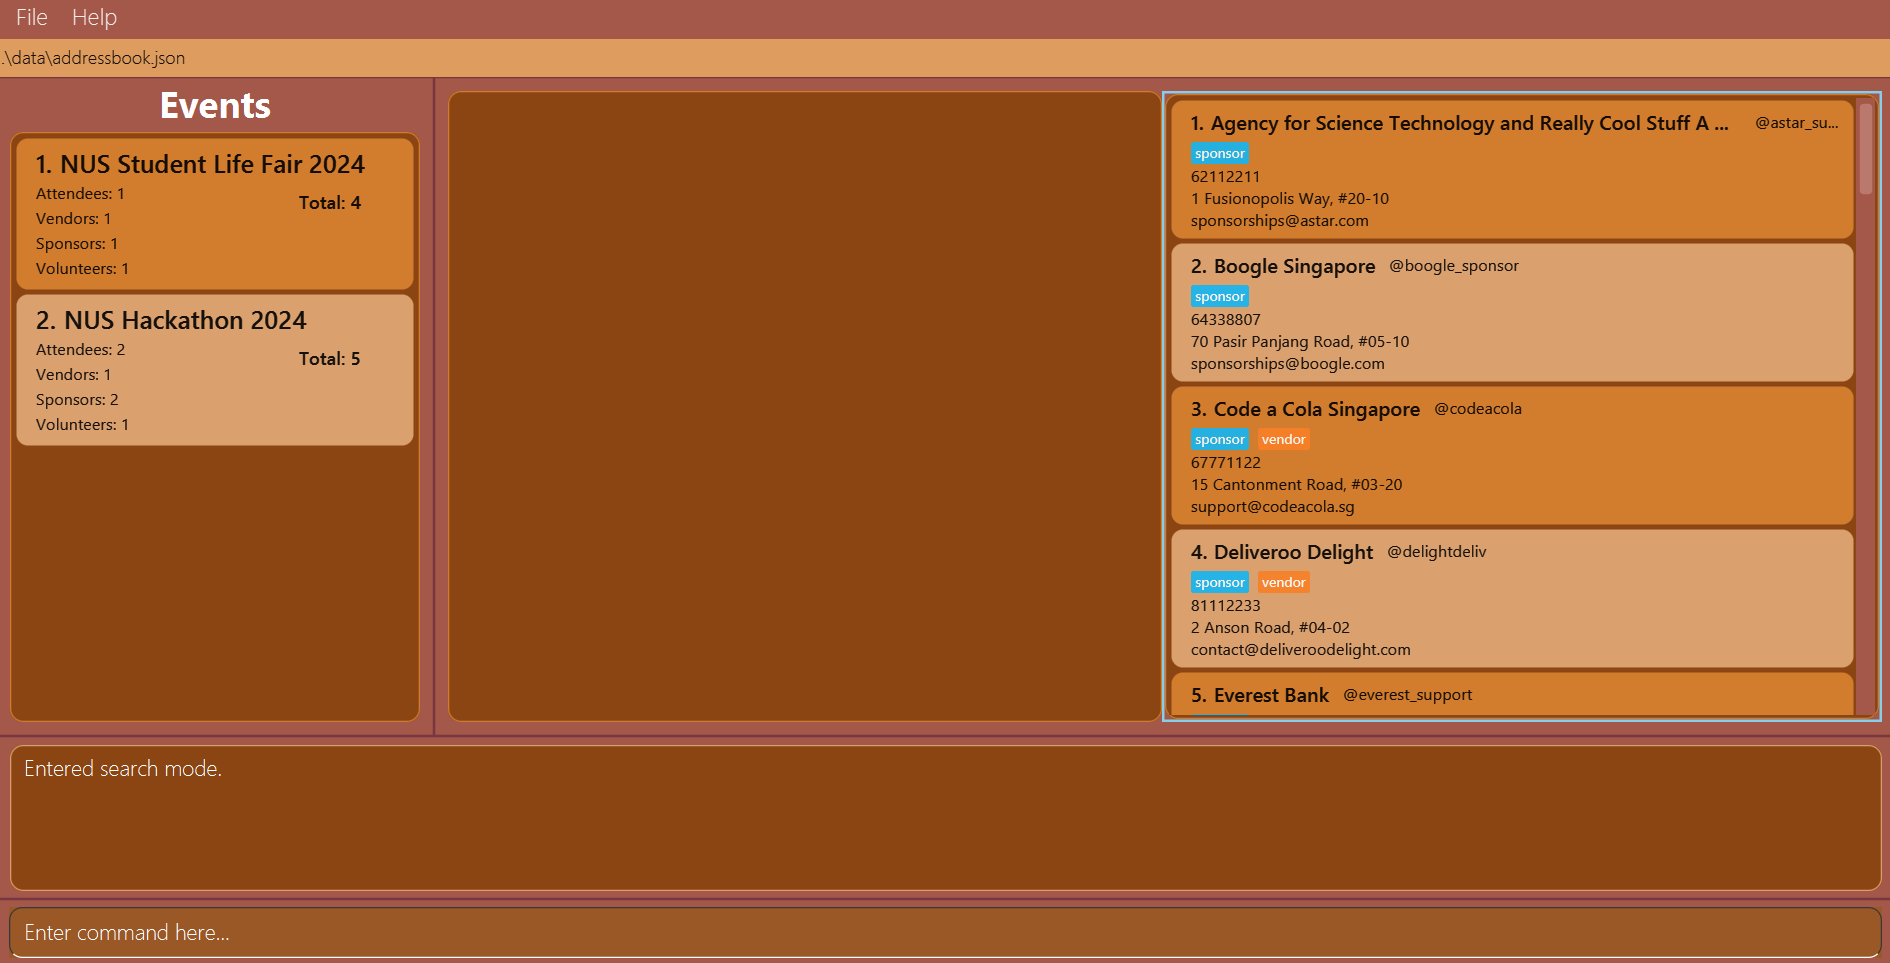 File Help
.\data\addressbook.json
Events
1. NUS Student Life Fair 2024
Attendees: 1
Total: 4
Vendors: 1
Sponsors: 1
Volunteers: 1
2. NUS Hackathon 2024
Attendees: 2
Total: 5
Vendors: 1
Sponsors: 2
Volunteers: 1
1. Agency for Science Technology and Really Cool Stuff A ... @astar_su...
sponsor
62112211
1 Fusionopolis Way, #20-10
sponsorships@astar.com
2. Boogle Singapore @boogle_sponsor
sponsor
64338807
70 Pasir Panjang Road, #05-10
sponsorships@boogle.com
3. Code a Cola Singapore @codeacola
sponsor vendor
67771122
15 Cantonment Road, #03-20
support@codeacola.sg
4. Deliveroo Delight @delightdeliv
sponsor vendor
81112233
2 Anson Road, #04-02
contact@deliveroodelight.com
5. Everest Bank @everest_support
Entered search mode.
Enter command here...